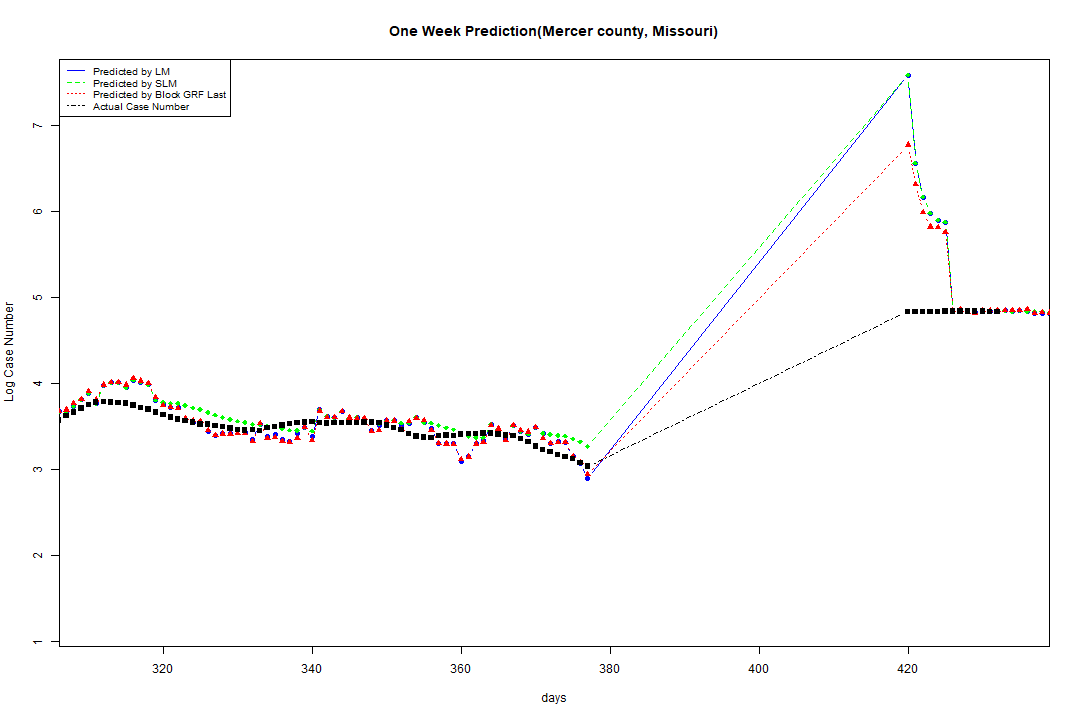 One Week Prediction(Mercer county, Missouri)
Predicted by LM
Predicted by SLM
Predicted by Block GRF Last
Actual Case Number
7
6
5
4
3
2
1
Log Case Number
320 340 360 380 400 420
days